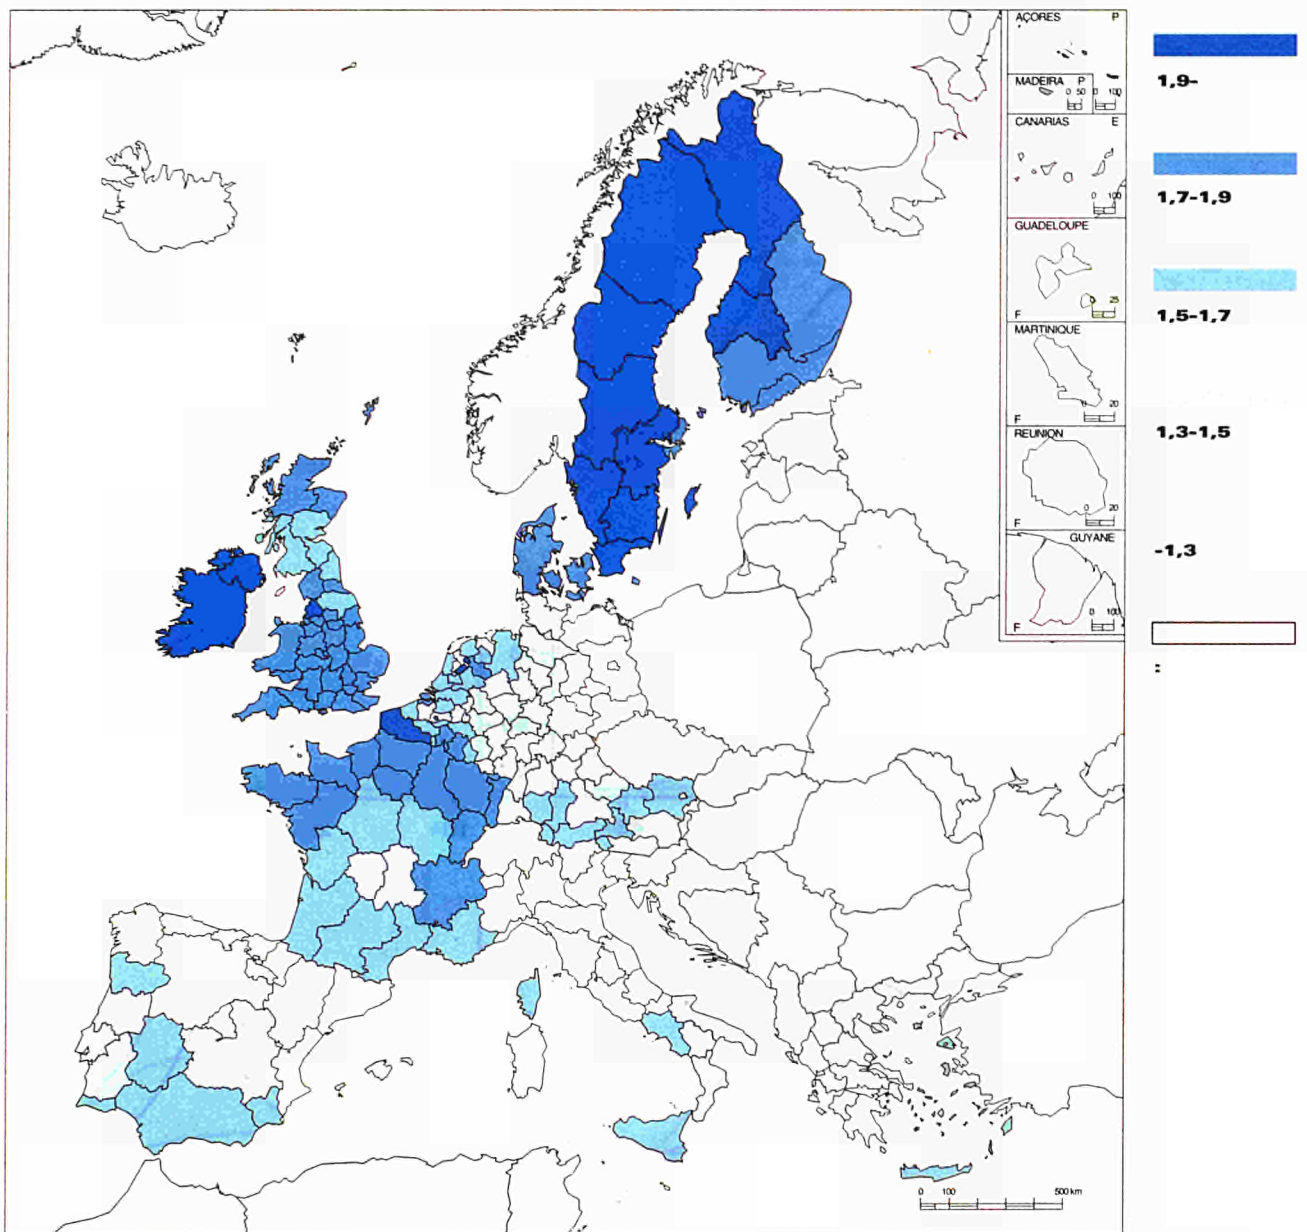 AÇORES P
MADEIRA P
0 50 0 100
CANARIAS E
0 100
GUADELOUPE
0 25
F
MARTINIQUE
0 20
F
REUNION
0 20
F
GUYANE
0 100
F
1,9-
1,7-1,9
1,5-1,7
1,3-1,5
-1,3
:
0 100 500 km